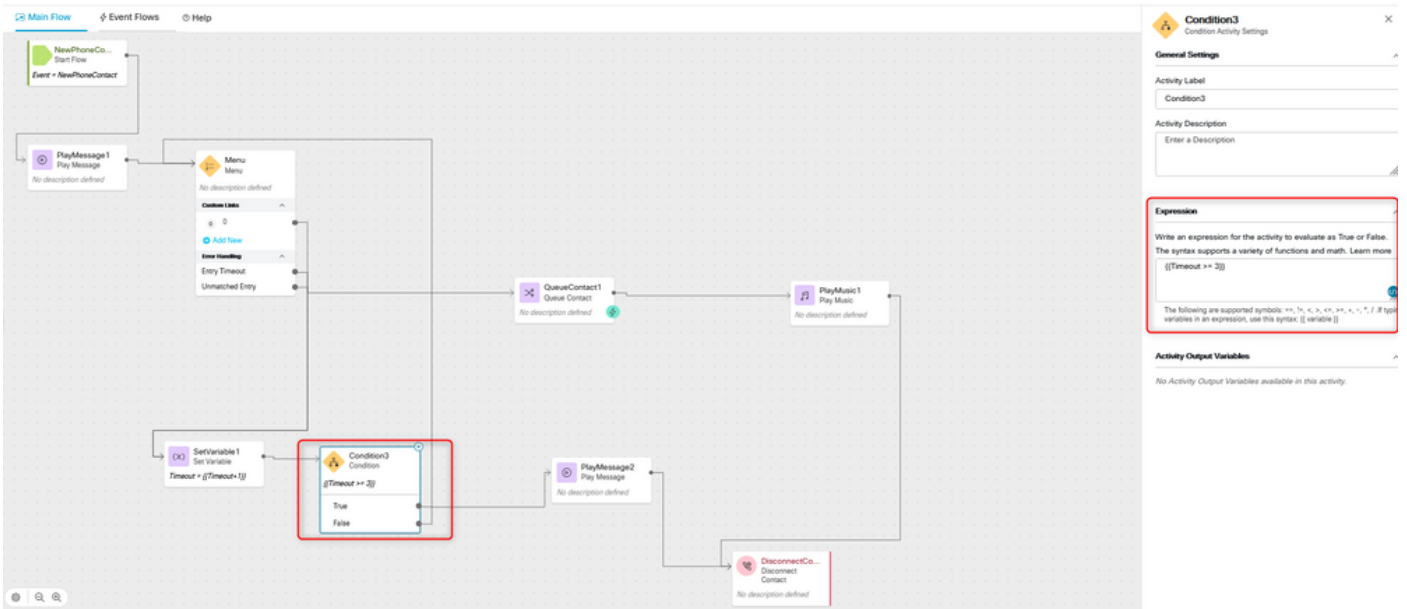 Main Flow
Event Flows
Help
NewPhoneCo...
Start Flow
Event = NewPhoneContact
PlayMessage1
Play Message
No description defined
Menu
Menu
No description defined
Custom Links
0
0
Add New
Error Handling
Entry Timeout
Unmatched Entry
QueueContact1
Queue Contact
No description defined
PlayMusic1
Play Music
No description defined
SetVariable1
Set Variable
Timeout = {{Timeout+1}}
Condition3
Condition
{{Timeout >= 3}}
True
False
PlayMessage2
Play Message
No description defined
DisconnectCo...
Disconnect
Contact
No description defined
Condition3
Condition Activity Settings
General Settings
Activity Label
Condition3
Activity Description
Enter a Description
Expression
Write an expression for the activity to evaluate as True or False.
The syntax supports a variety of functions and math. Learn more
{{Timeout >= 3}}
The following are supported symbols: ==, !=, <, >, <=, >=, +, -, *, / .If typin
variables in an expression, use this syntax: {{ variable }}
Activity Output Variables
No Activity Output Variables available in this activity.